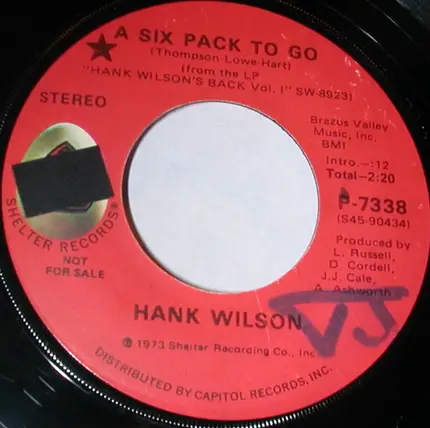 A SIX PACK TO GO
(Thompson-Lowe-Hart)
(from the LP
"HANK WILSON'S BACK Vol. I" SW-8923)
STEREO
Brazos Valley
Music, Inc.
BMI
Intro.-:12
Total-2:20
P-7338
(S45-90434)
SHELTER RECORDS®
NOT
FOR SALE
Produced by
L. Russell,
D. Cordell,
J.J. Cale,
A. Ashworth
HANK WILSON
℗ 1973 Shelter Recording Co., Inc
DISTRIBUTED BY CAPITOL RECORDS, INC.